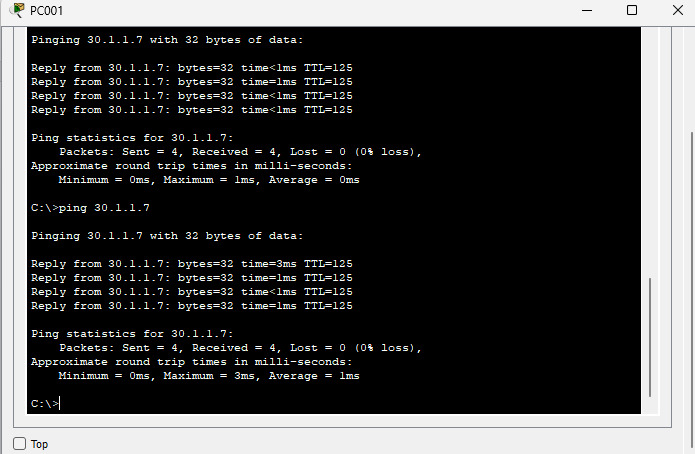 PC001
Pinging 30.1.1.7 with 32 bytes of data:
Reply from 30.1.1.7: bytes=32 time<1ms TTL=125
Reply from 30.1.1.7: bytes=32 time=1ms TTL=125
Reply from 30.1.1.7: bytes=32 time<1ms TTL=125
Reply from 30.1.1.7: bytes=32 time<1ms TTL=125
Ping statistics for 30.1.1.7:
Packets: Sent = 4, Received = 4, Lost = 0 (0% loss),
Approximate round trip times in milli-seconds:
Minimum = 0ms, Maximum = 1ms, Average = 0ms
C:\>ping 30.1.1.7
Pinging 30.1.1.7 with 32 bytes of data:
Reply from 30.1.1.7: bytes=32 time=3ms TTL=125
Reply from 30.1.1.7: bytes=32 time=1ms TTL=125
Reply from 30.1.1.7: bytes=32 time<1ms TTL=125
Reply from 30.1.1.7: bytes=32 time=1ms TTL=125
Ping statistics for 30.1.1.7:
Packets: Sent = 4, Received = 4, Lost = 0 (0% loss),
Approximate round trip times in milli-seconds:
Minimum = 0ms, Maximum = 3ms, Average = 1ms
C:\>
Top